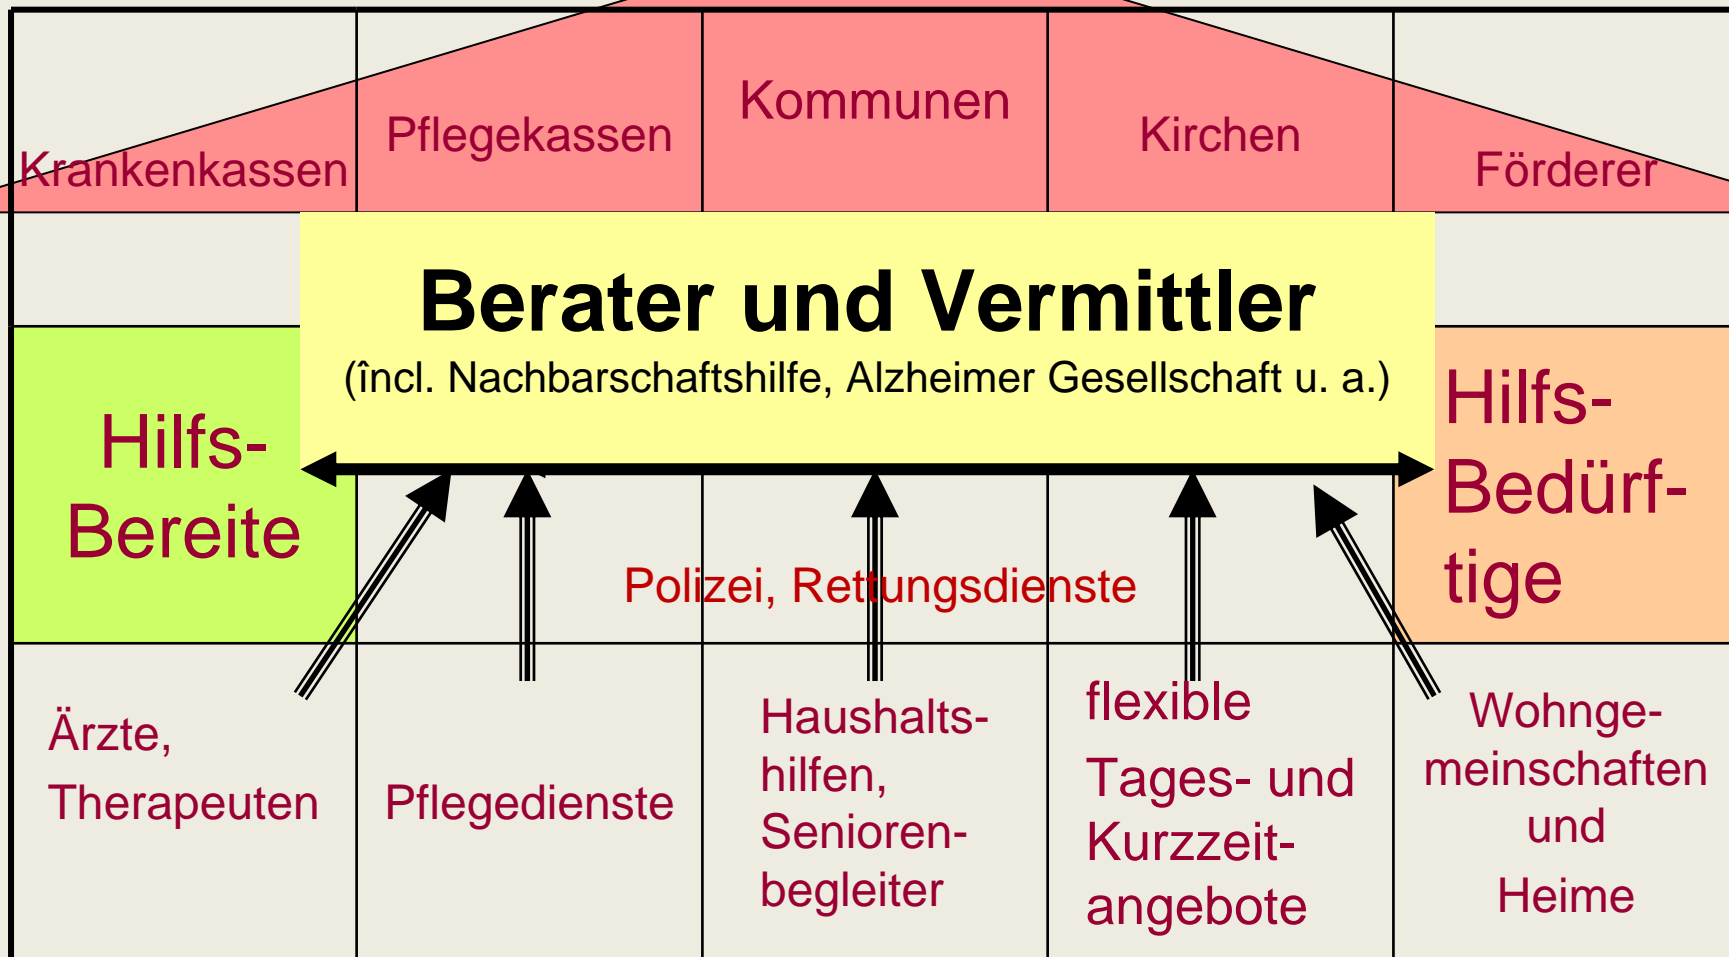 Krankenkassen
Pflegekassen
Kommunen
Kirchen
Förderer
Berater und Vermittler
(încl. Nachbarschaftshilfe, Alzheimer Gesellschaft u. a.)
Hilfs-
Bereite
Hilfs-
Bedürf-
tige
Polizei, Rettungsdienste
Ärzte,
Therapeuten
Pflegedienste
Haushalts-
hilfen,
Senioren-
begleiter
flexible
Tages- und
Kurzzeit-
angebote
Wohnge-
meinschaften
und
Heime